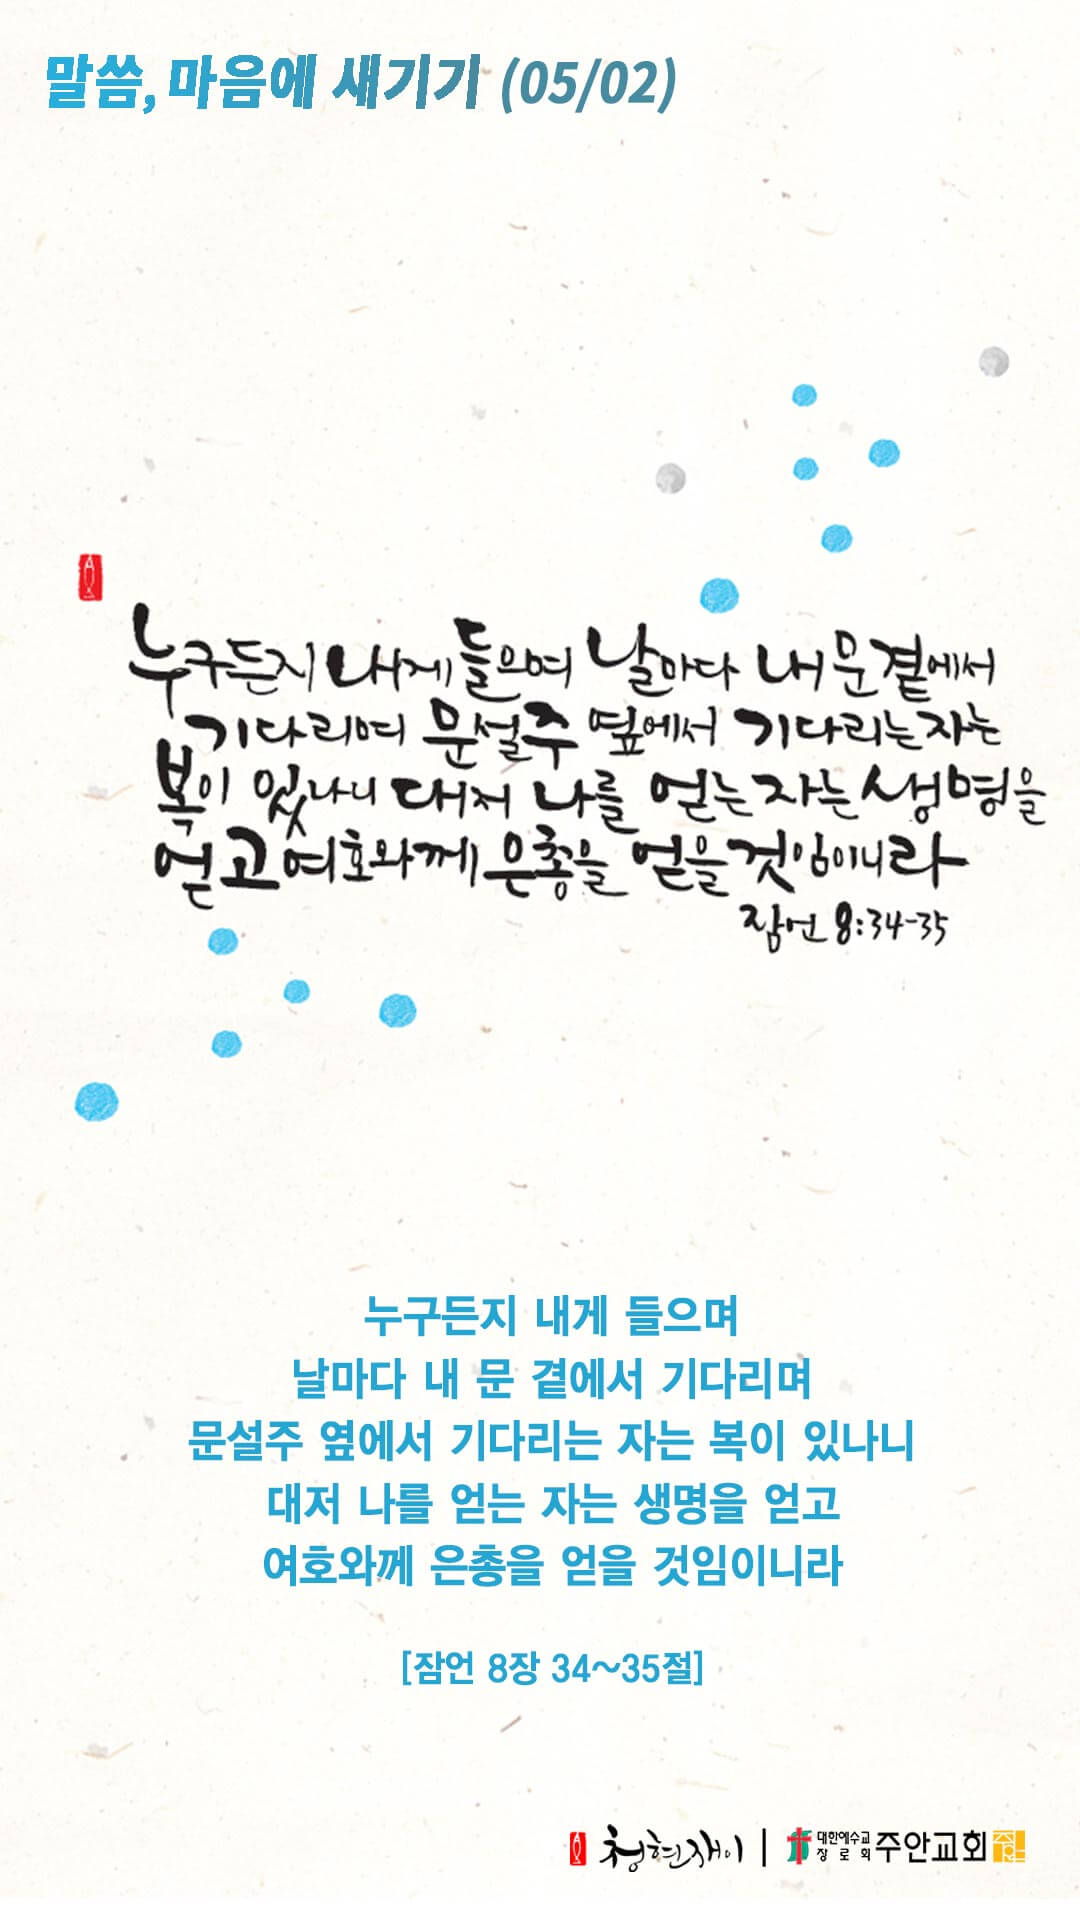 말씀, 마음에 새기기 (05/02)
누구든지 내게 들으며 날마다 내 문 곁에서
기다리며 문설주 옆에서 기다리는 자는
복이 있나니 대저 나를 얻는 자는 생명을
얻고 여호와께 은총을 얻을 것임이니라
잠언 8:34-35
누구든지 내게 들으며
날마다 내 문 곁에서 기다리며
문설주 옆에서 기다리는 자는 복이 있나니
대저 나를 얻는 자는 생명을 얻고
여호와께 은총을 얻을 것임이니라
[잠언 8장 34~35절]
청현재이 | 대한예수교장로회 주안교회